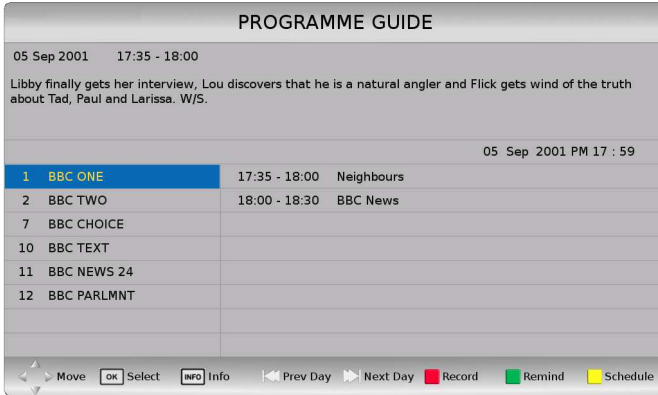 PROGRAMME GUIDE
05 Sep 2001 17:35 - 18:00
Libby finally gets her interview, Lou discovers that he is a natural angler and Flick gets wind of the truth
about Tad, Paul and Larissa. W/S.
05 Sep 2001 PM 17 : 59
1 BBC ONE 17:35 - 18:00 Neighbours
2 BBC TWO 18:00 - 18:30 BBC News
7 BBC CHOICE
10 BBC TEXT
11 BBC NEWS 24
12 BBC PARLMNT
Move OK Select INFO Info Prev Day Next Day Record Remind Schedule